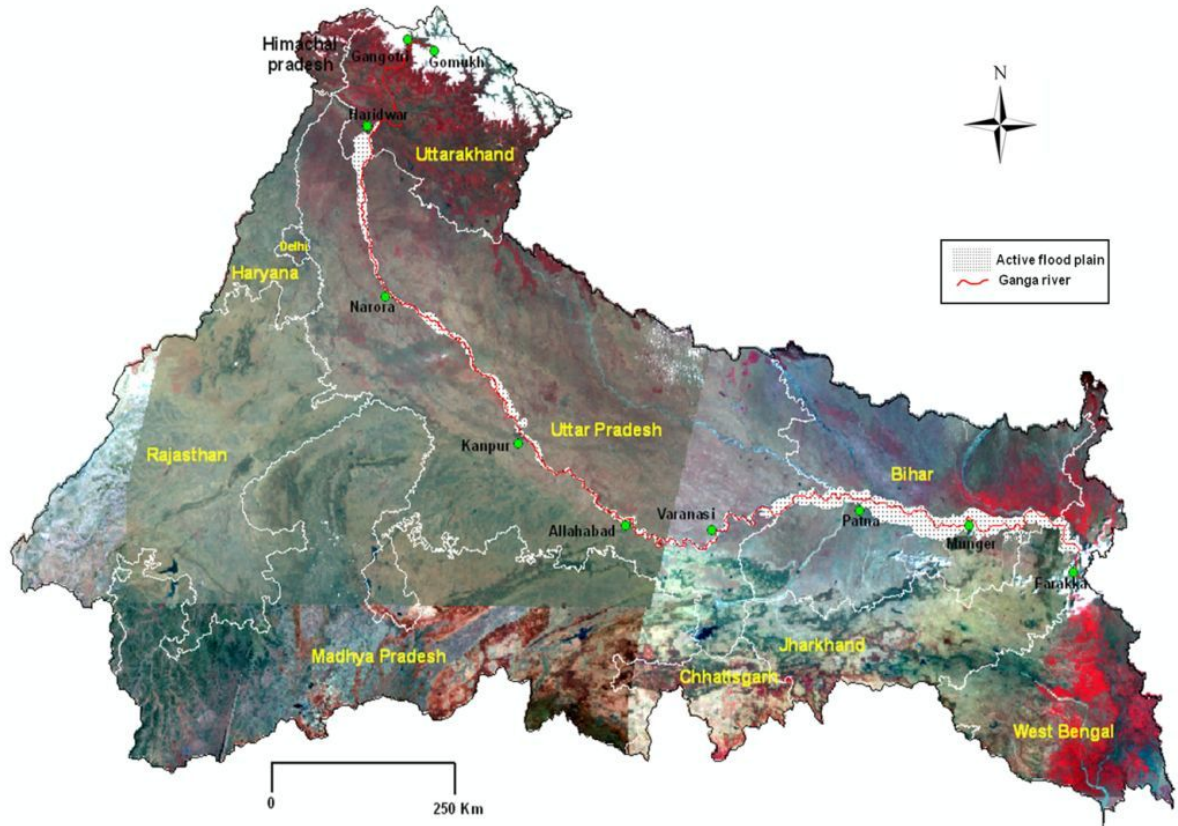 Himachal
pradesh
Gangotri
Gomukh
N
Haridwar
Uttarakhand
Delhi
Haryana
Active flood plain
Ganga river
Narora
Rajasthan
Kanpur
Uttar Pradesh
Bihar
Allahabad
Varanasi
Patna
Munger
Farakka
Madhya Pradesh
Jharkhand
Chhatisgarh
West Bengal
0
250 Km